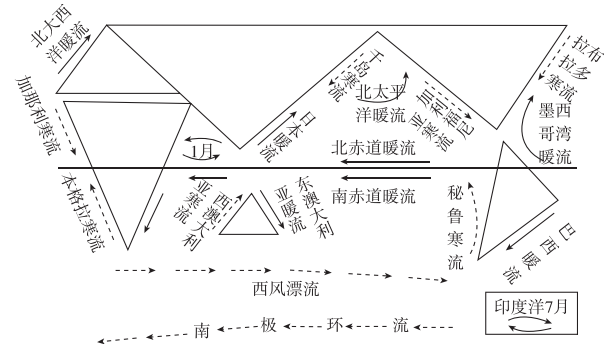 北大西
洋暖流
加那利寒流
本格拉寒流
1月
日本暖流
千岛寒流
北太平
洋暖流
加利福尼
亚寒流
拉布
拉多
寒流
墨西
哥湾
暖流
北赤道暖流
南赤道暖流
西澳大利
亚寒流
东澳大利
亚暖流
秘鲁寒流
巴西暖流
西风漂流
南极环流
印度洋7月